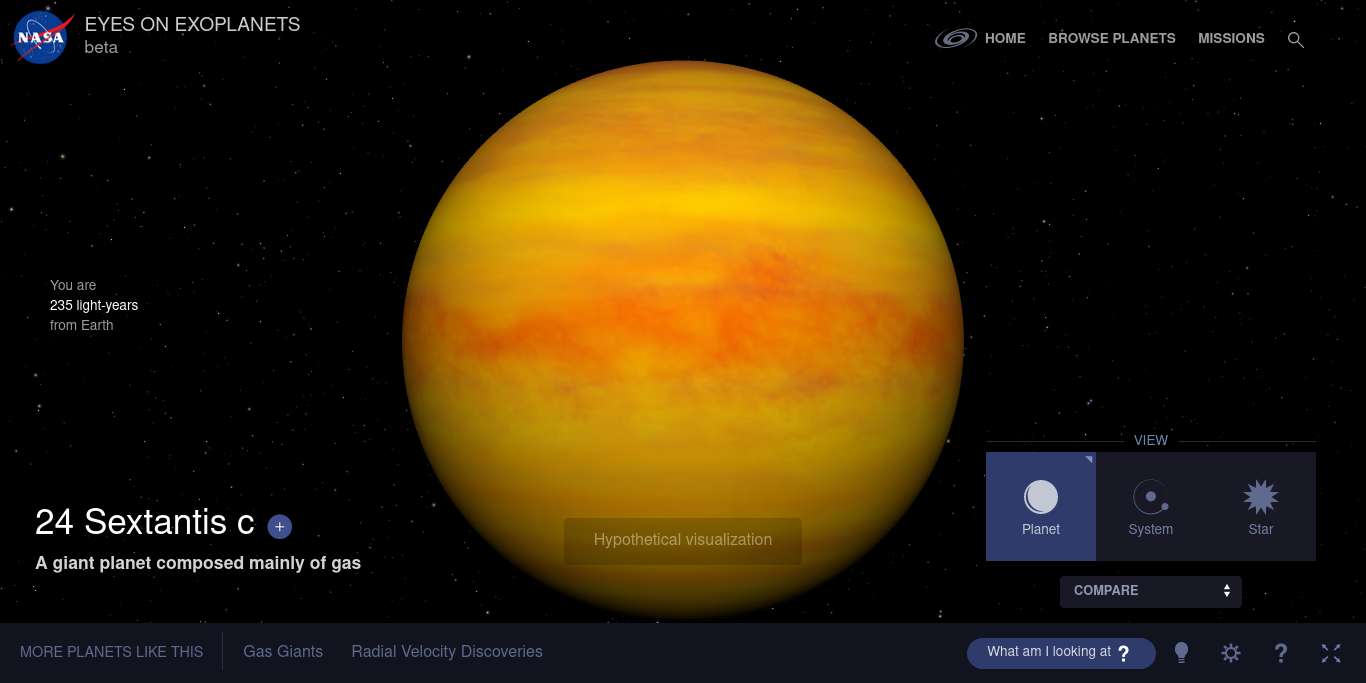 NASA
EYES ON EXOPLANETS
beta
HOME
BROWSE PLANETS
MISSIONS
You are
235 light-years
from Earth
24 Sextantis c +
A giant planet composed mainly of gas
Hypothetical visualization
VIEW
Planet
System
Star
COMPARE
MORE PLANETS LIKE THIS
Gas Giants
Radial Velocity Discoveries
What am I looking at ?
?